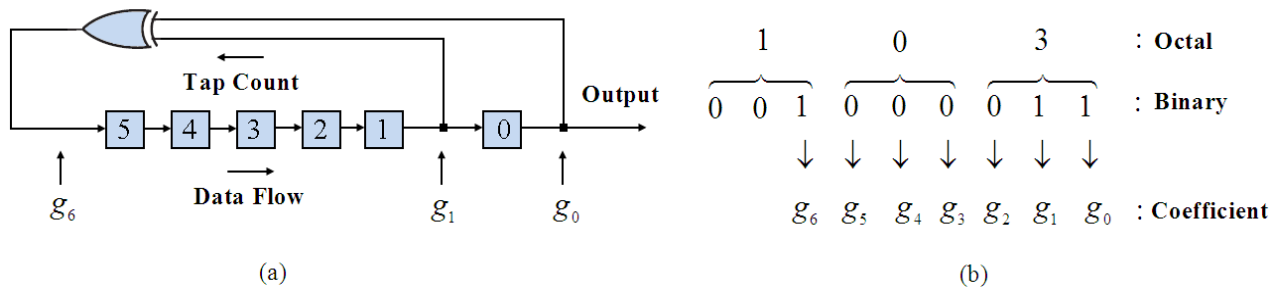 Tap Count
Output
5 4 3 2 1 0
Data Flow
g6 g1 g0
(a)
1 0 3 : Octal
0 0 1 0 0 0 0 1 1 : Binary
g6 g5 g4 g3 g2 g1 g0 : Coefficient
(b)